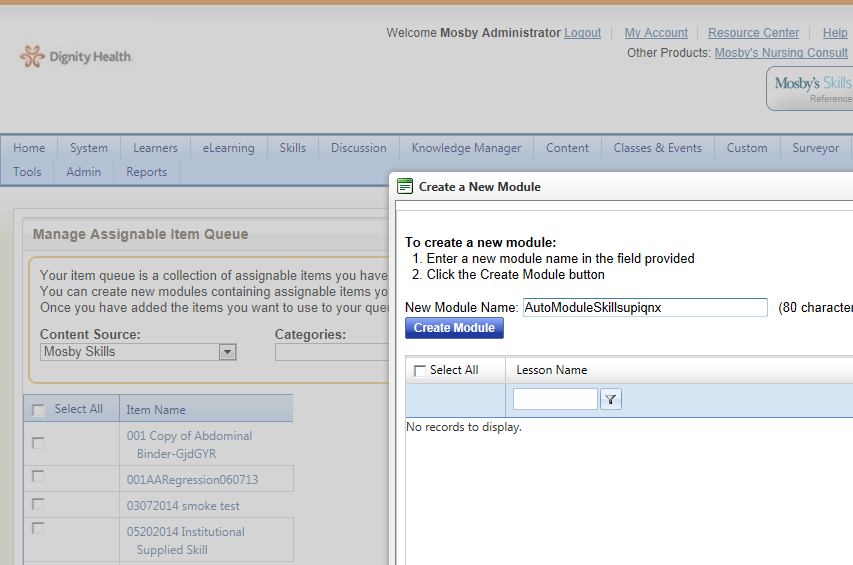 Welcome Mosby Administrator Logout My Account Resource Center Help
Other Products: Mosby's Nursing Consult
Dignity Health.
Mosby's Skills
Reference
Home System Learners eLearning Skills Discussion Knowledge Manager Content Classes & Events Custom Surveyor
Tools Admin Reports
Create a New Module
Manage Assignable Item Queue
Your item queue is a collection of assignable items you have
You can create new modules containing assignable items yo
Once you have added the items you want to use to your que
Content Source: Categories:
Mosby Skills
Select All Item Name
001 Copy of Abdominal
Binder-GjdGYR
001AARegression060713
03072014 smoke test
05202014 Institutional
Supplied Skill
To create a new module:
1. Enter a new module name in the field provided
2. Click the Create Module button
New Module Name: AutoModuleSkillsupiqnx (80 character
Create Module
Select All Lesson Name
No records to display.